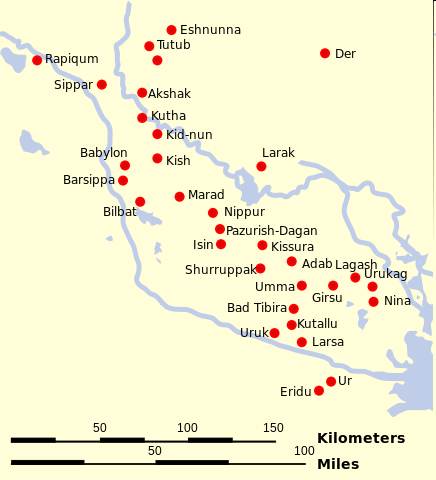 Eshnunna
Tutub
Der
Rapiqum
Sippar
Akshak
Kutha
Kid-nun
Babylon
Kish
Larak
Barsippa
Marad
Bilbat
Nippur
Pazurish-Dagan
Isin
Kissura
Adab
Lagash
Shurruppak
Urukag
Umma
Girsu
Nina
Bad Tibira
Kutallu
Uruk
Larsa
Ur
Eridu
50 100 150
Kilometers
50 100
Miles